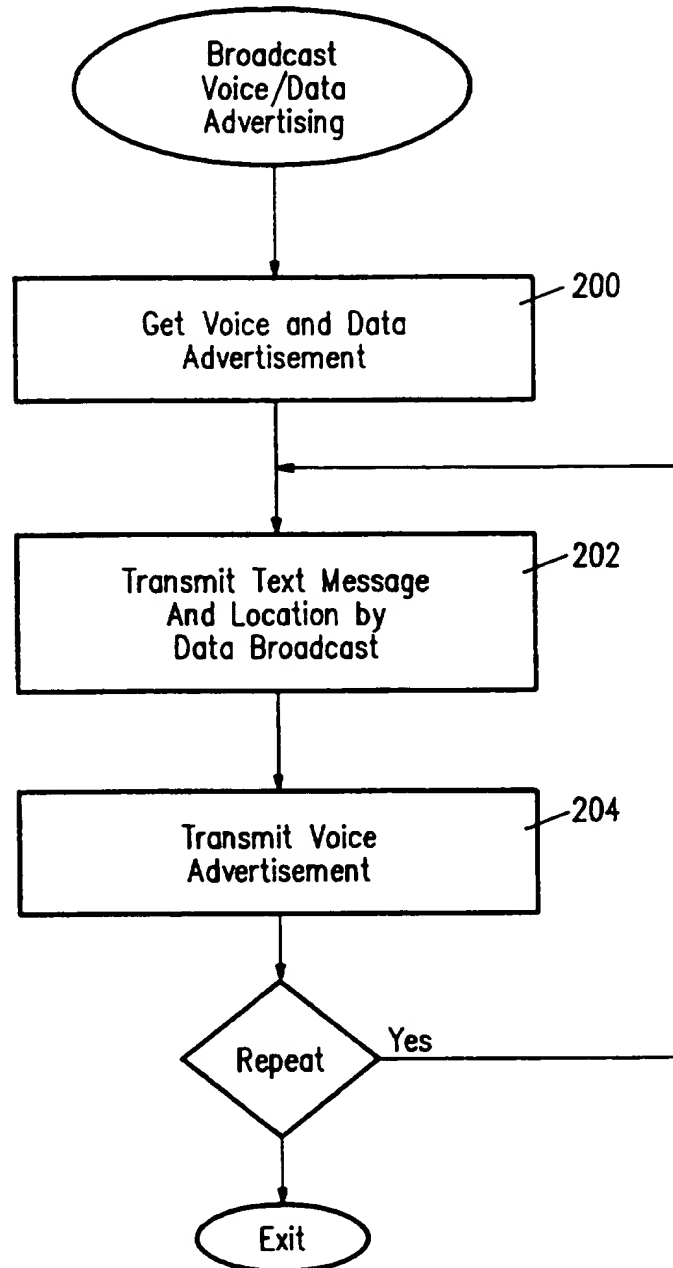 Broadcast
Voice/Data
Advertising
200
Get Voice and Data
Advertisement
202
Transmit Text Message
And Location by
Data Broadcast
204
Transmit Voice
Advertisement
Repeat
Yes
Exit